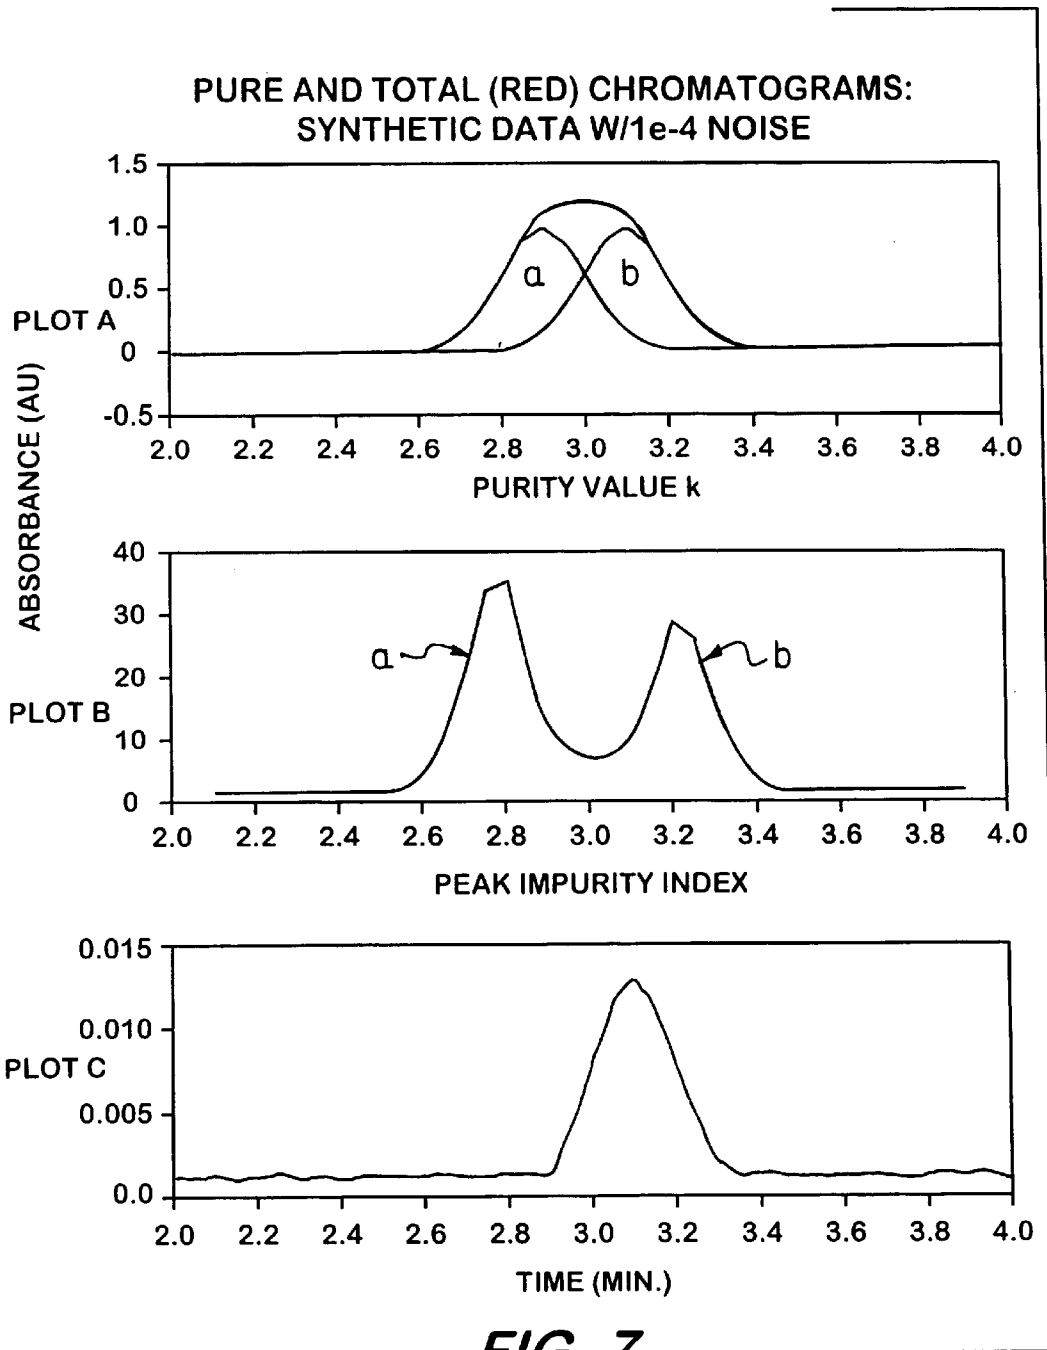 PURE AND TOTAL (RED) CHROMATOGRAMS:
SYNTHETIC DATA W/1e-4 NOISE
ABSORBANCE (AU)
PLOT A
1.5
1.0
0.5
0
-0.5
a
b
2.0 2.2 2.4 2.6 2.8 3.0 3.2 3.4 3.6 3.8 4.0
PURITY VALUE k
PLOT B
40
30
20
10
0
a
b
2.0 2.2 2.4 2.6 2.8 3.0 3.2 3.4 3.6 3.8 4.0
PEAK IMPURITY INDEX
PLOT C
0.015
0.010
0.005
0.0
2.0 2.2 2.4 2.6 2.8 3.0 3.2 3.4 3.6 3.8 4.0
TIME (MIN.)
FIG. 7